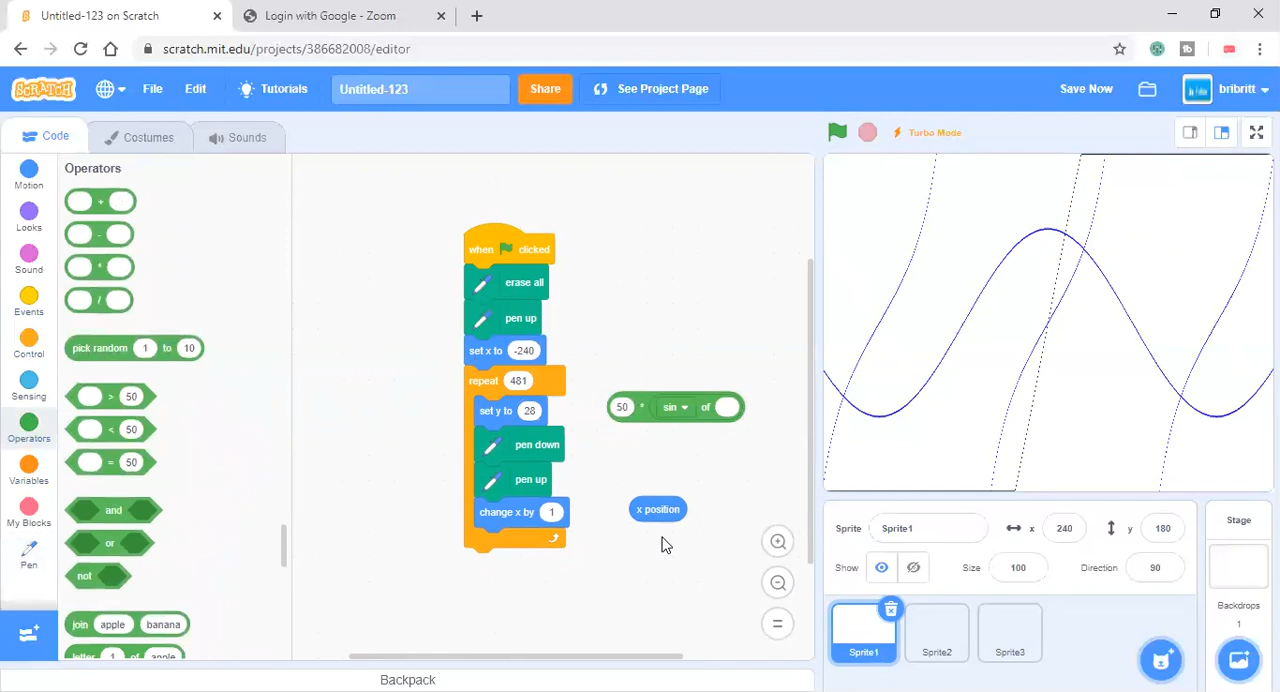 Untitled-123 on Scratch
Login with Google - Zoom
scratch.mit.edu/projects/386682008/editor
SCRATCH
File
Edit
Tutorials
Untitled-123
Share
See Project Page
Save Now
bribritt
Code
Costumes
Sounds
Turbo Mode
Motion
Looks
Sound
Events
Control
Sensing
Operators
Variables
My Blocks
Pen
Operators
+
-
*
/
pick random 1 to 10
> 50
< 50
= 50
and
or
not
join apple banana
letter 1 of apple
when clicked
erase all
pen up
set x to -240
repeat 481
set y to 28
pen down
pen up
change x by 1
50 * sin of
x position
Backpack
Sprite Sprite1 x 240 y 180
Show Size 100 Direction 90
Sprite1
Sprite2
Sprite3
Stage
Backdrops
1